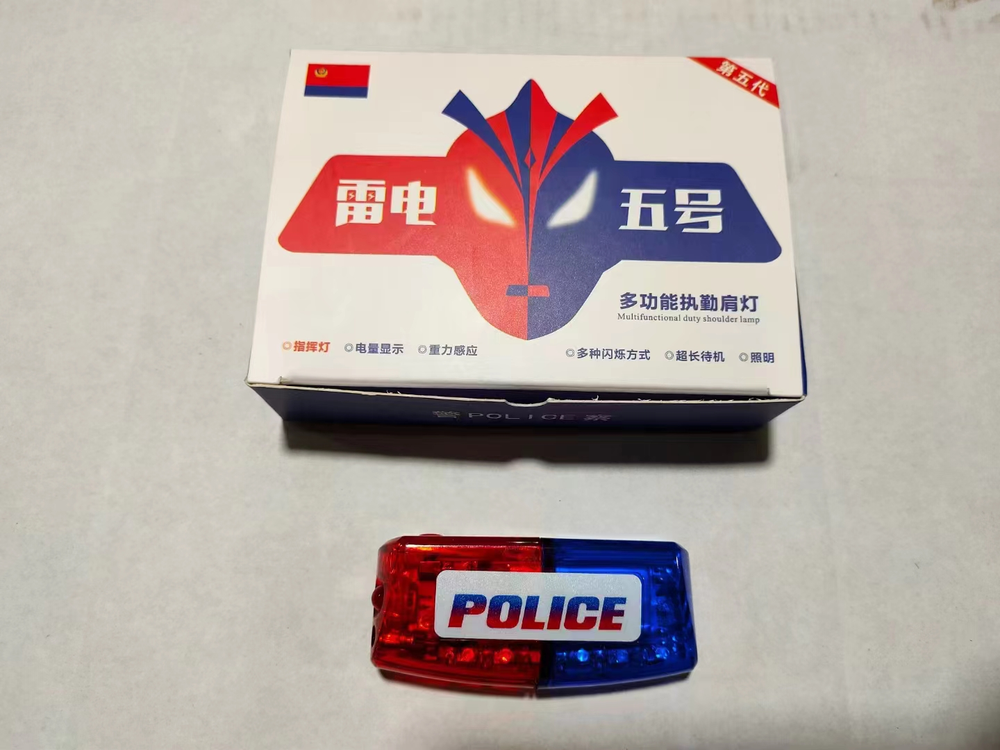 第五代
雷电 五号
多功能执勤肩灯
Multifunctional duty shoulder lamp
◎指挥灯 ◎电量显示 ◎重力感应 ◎多种闪烁方式 ◎超长待机 ◎照明
警 POLICE 察
POLICE